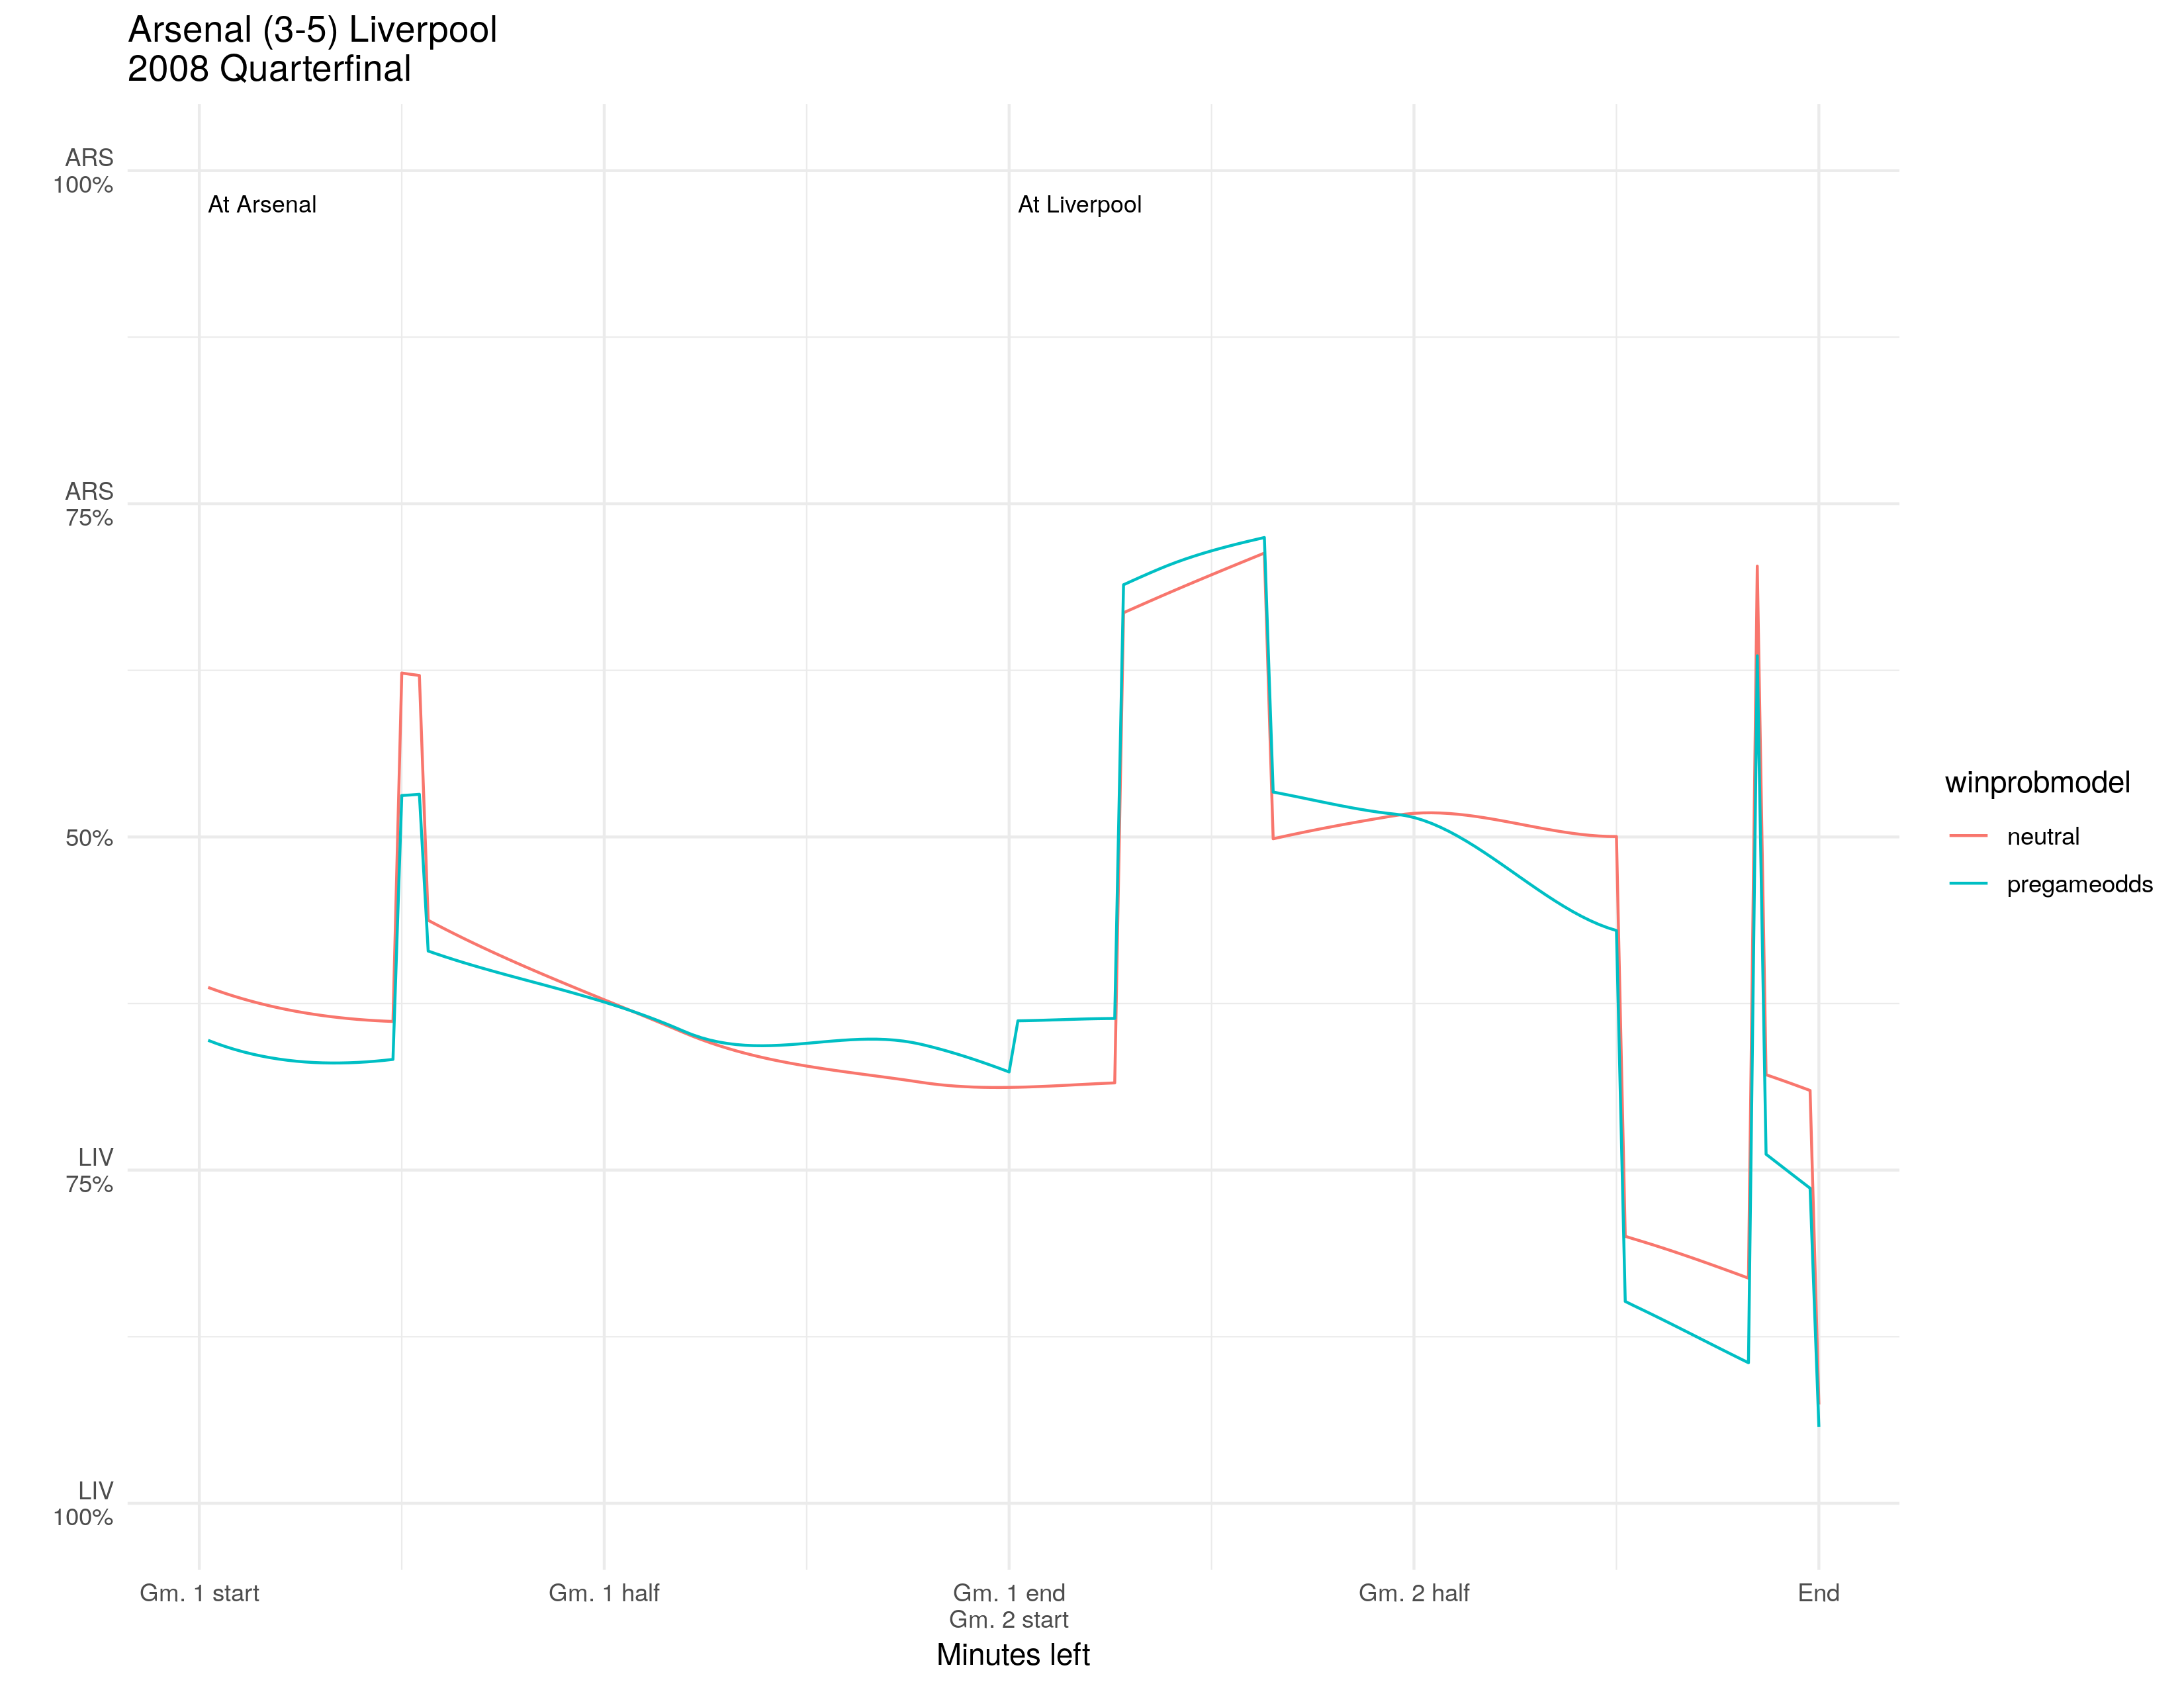 Arsenal (3-5) Liverpool
2008 Quarterfinal
ARS
100%
At Arsenal
At Liverpool
ARS
75%
50%
LIV
75%
LIV
100%
winprobmodel
neutral
pregameodds
Gm. 1 start
Gm. 1 half
Gm. 1 end
Gm. 2 start
Gm. 2 half
End
Minutes left